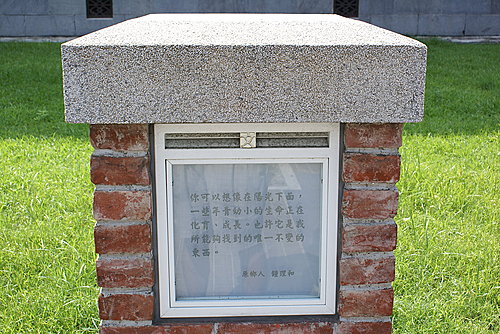 你可以想像在陽光下面，
一些年青幼小的生命正在
化育、成長。也許它是我
所能夠找到的唯一不變的
東西。
原鄉人 鍾理和